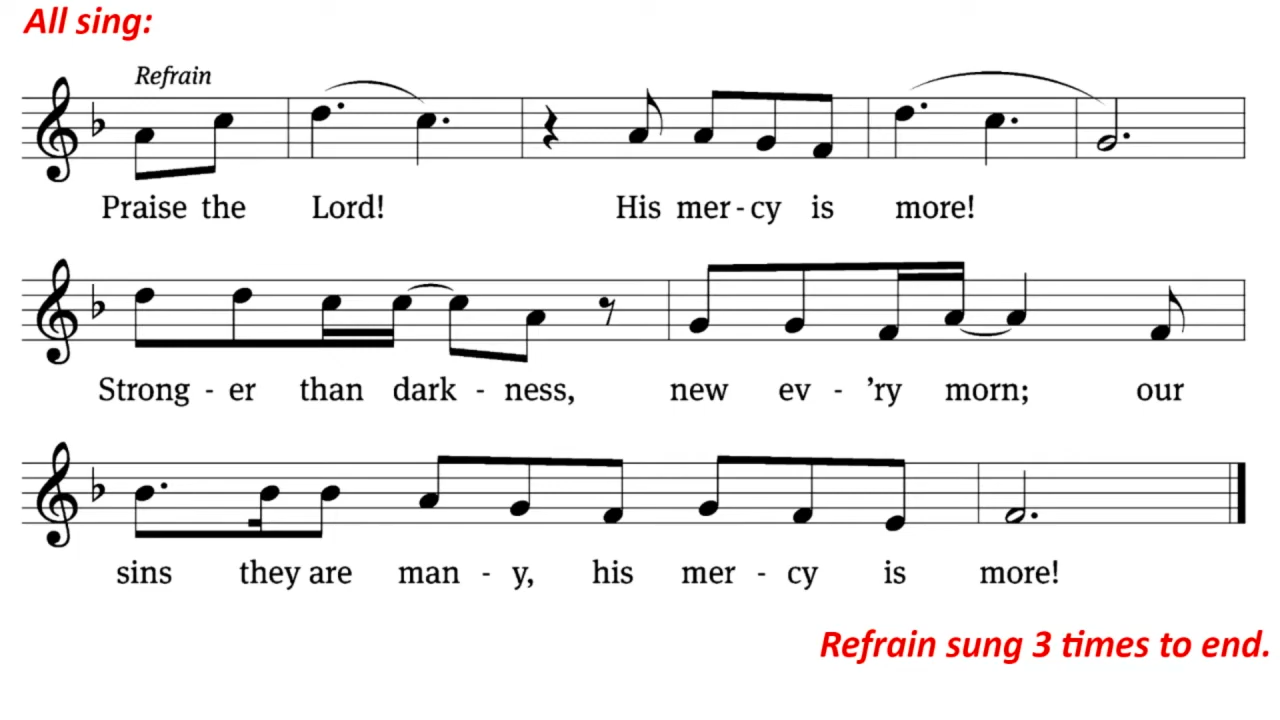 All sing:
Refrain
Praise the Lord! His mer - cy is more!
Strong - er than dark - ness, new ev - ’ry morn; our
sins they are man - y, his mer - cy is more!
Refrain sung 3 times to end.